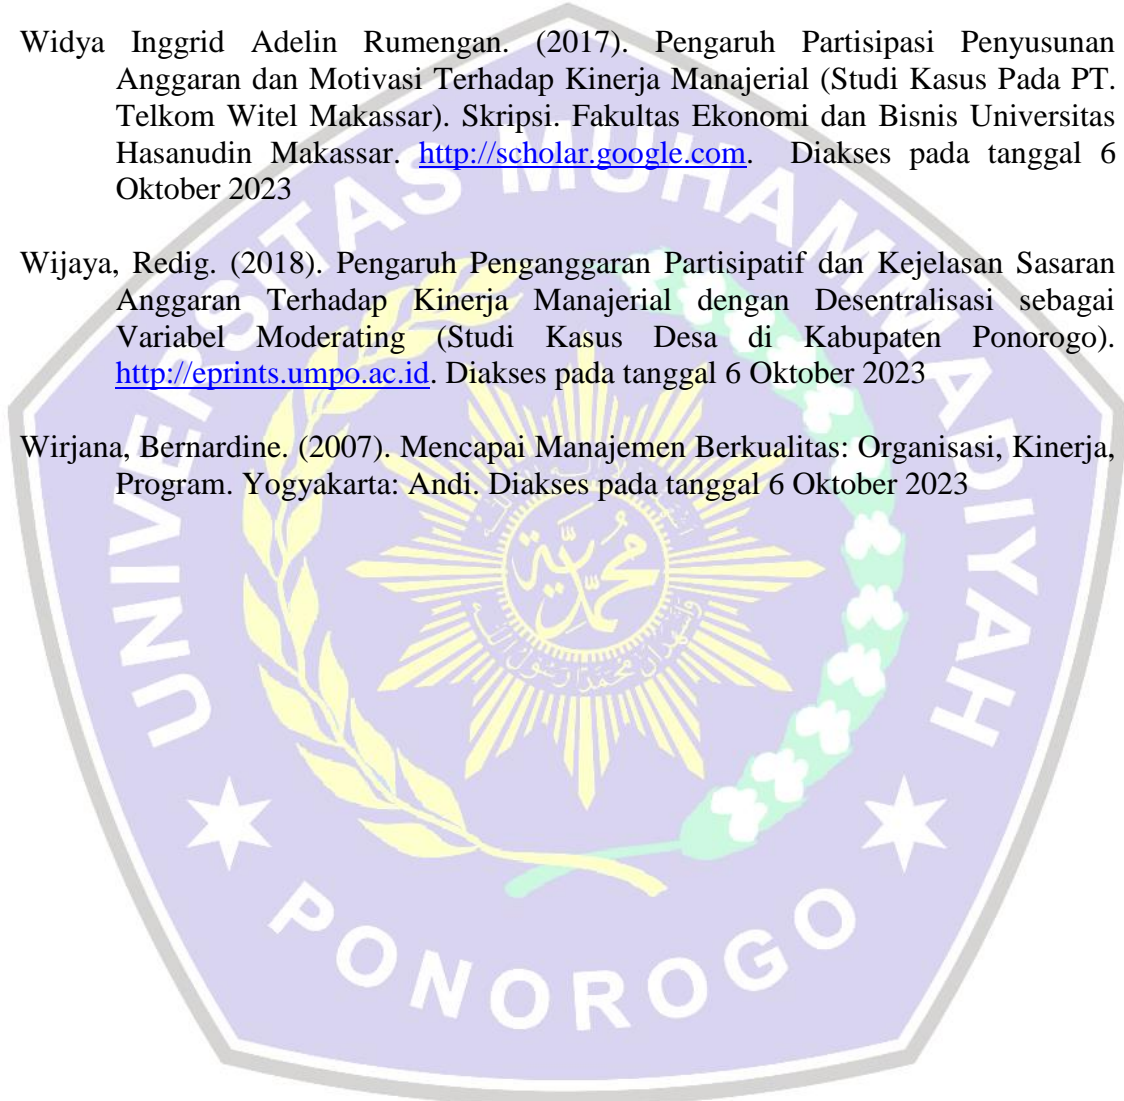 Widya Inggrid Adelin Rumengan. (2017). Pengaruh Partisipasi Penyusunan
Anggaran dan Motivasi Terhadap Kinerja Manajerial (Studi Kasus Pada PT.
Telkom Witel Makassar). Skripsi. Fakultas Ekonomi dan Bisnis Universitas
Hasanudin Makassar. http://scholar.google.com. Diakses pada tanggal 6
Oktober 2023
Wijaya, Redig. (2018). Pengaruh Penganggaran Partisipatif dan Kejelasan Sasaran
Anggaran Terhadap Kinerja Manajerial dengan Desentralisasi sebagai
Variabel Moderating (Studi Kasus Desa di Kabupaten Ponorogo).
http://eprints.umpo.ac.id. Diakses pada tanggal 6 Oktober 2023
Wirjana, Bernardine. (2007). Mencapai Manajemen Berkualitas: Organisasi, Kinerja,
Program. Yogyakarta: Andi. Diakses pada tanggal 6 Oktober 2023
UNIVERSITAS MUHAMMADIYAH
محمدية
PONOROGO